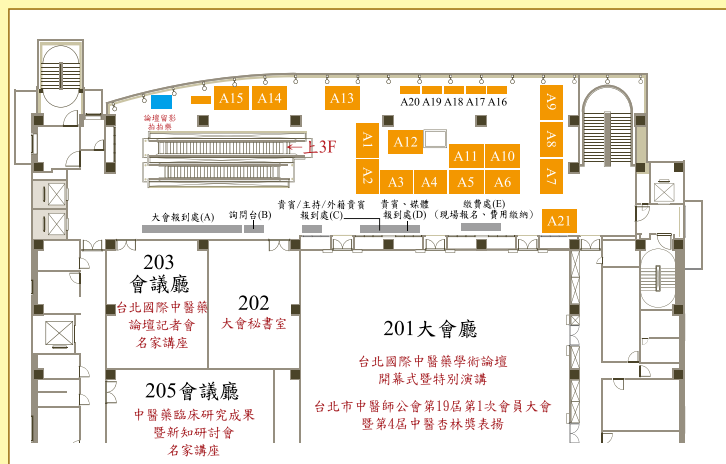 A15
A14
A13
A20
A19
A18
A17
A16
A9
論壇留影
拍拍樂
上3F
A1
A12
A8
A11
A10
A2
A3
A4
A5
A6
A7
A21
大會報到處(A)
詢問台(B)
貴賓/主持/外籍貴賓
報到處(C)
貴賓、媒體
報到處(D)
繳費處(E)
(現場報名、費用繳納)
203
會議廳
台北國際中醫藥
論壇記者會
名家講座
202
大會秘書室
201大會廳
台北國際中醫藥學術論壇
開幕式暨特別演講
台北市中醫師公會第19屆第1次會員大會
暨第4屆中醫杏林獎表揚
205會議廳
中醫藥臨床研究成果
暨新知研討會
名家講座